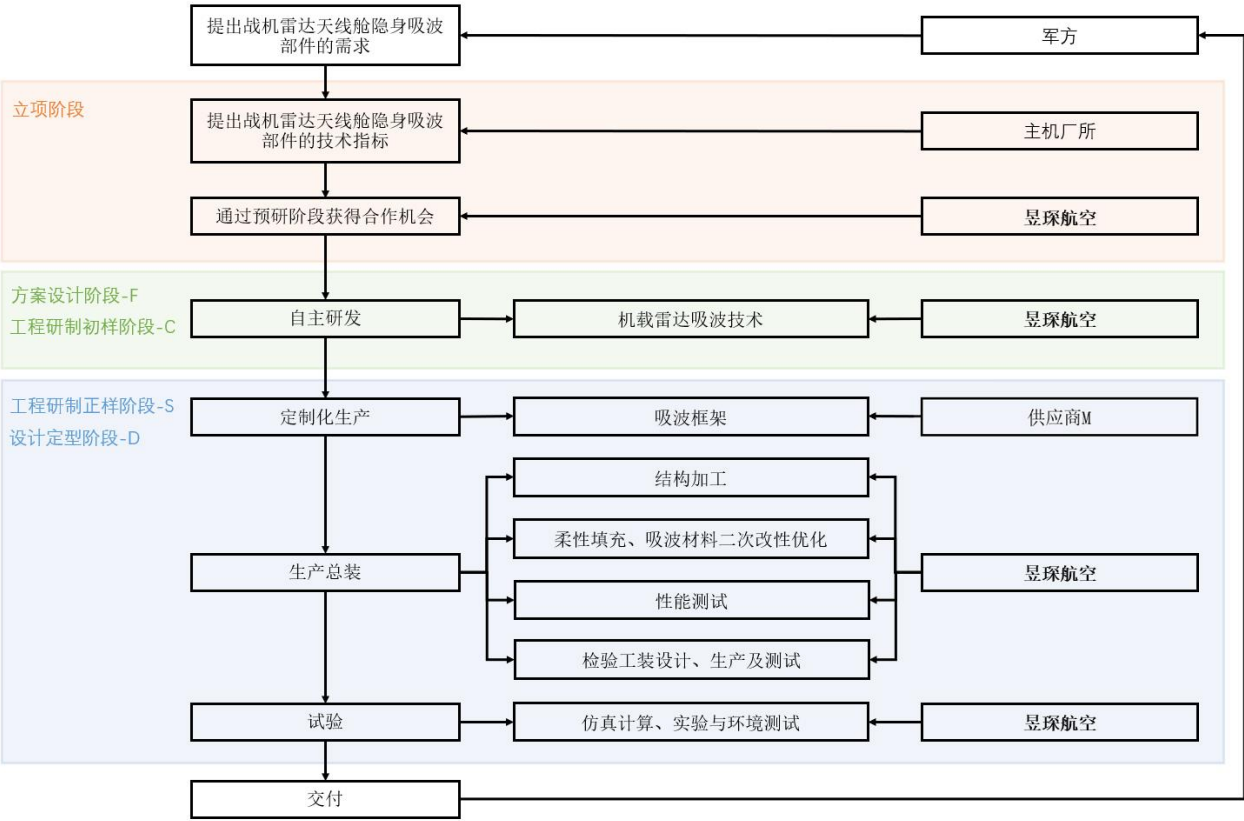 提出战机雷达天线舱隐身吸波
部件的需求
军方
立项阶段
提出战机雷达天线舱隐身吸波
部件的技术指标
主机厂所
通过预研阶段获得合作机会
昱琛航空
方案设计阶段-F
工程研制初样阶段-C
自主研发
机载雷达吸波技术
昱琛航空
工程研制正样阶段-S
设计定型阶段-D
定制化生产
吸波框架
供应商M
结构加工
柔性填充、吸波材料二次改性优化
生产总装
昱琛航空
性能测试
检验工装设计、生产及测试
试验
仿真计算、实验与环境测试
昱琛航空
交付